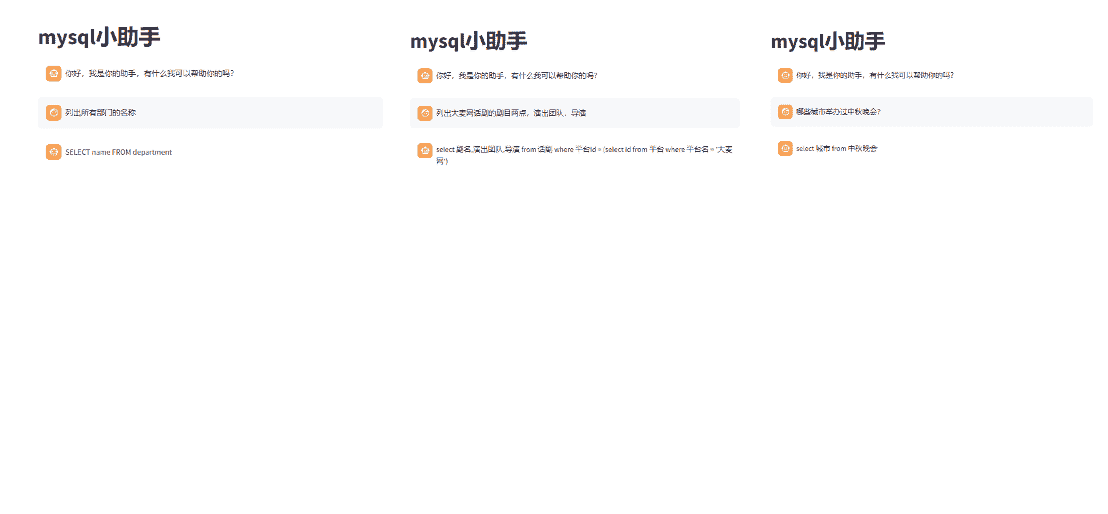 mysql小助手
你好，我是你的助手，有什么我可以帮助你的吗？
列出所有部门的名称
SELECT name FROM department
mysql小助手
你好，我是你的助手，有什么我可以帮助你的吗?
列出大麦网话剧的剧目两点，演出团队，导演
select 剧名,演出团队,导演 from 话剧 where 平台id = (select id from 平台 where 平台名 = "大麦
网")
mysql小助手
你好，我是你的助手，有什么我可以帮助你的吗？
哪些城市举办过中秋晚会?
select 城市 from 中秋晚会